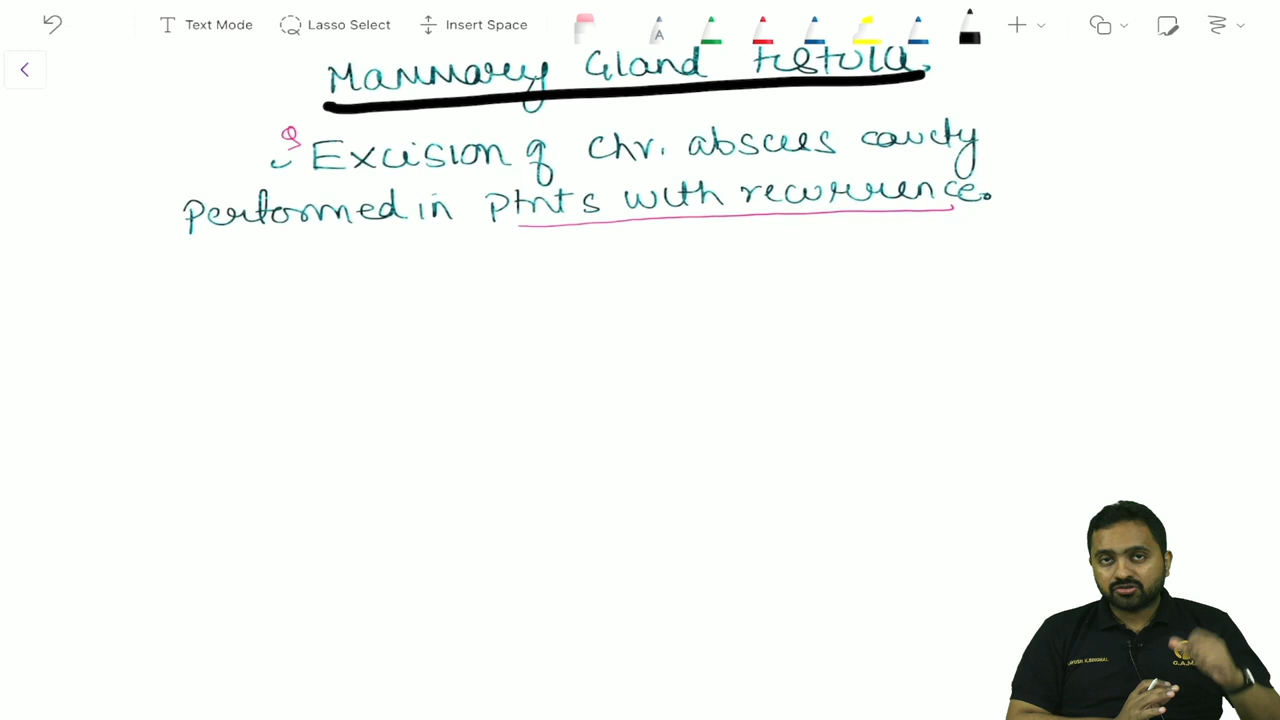 Text Mode Lasso Select Insert Space
A
Mammary Gland Fistula.
Excision of chr. abscess cavity
performed in Ptnts with recurrence.